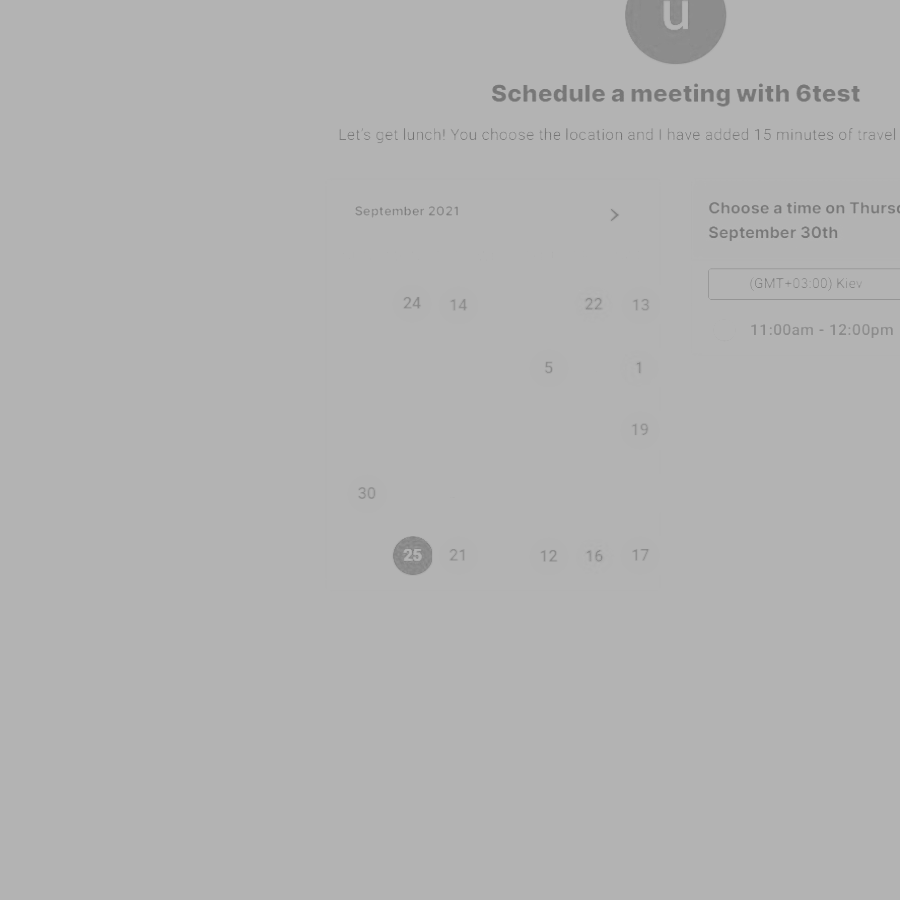 u
Schedule a meeting with 6test
Let's get lunch! You choose the location and I have added 15 minutes of travel
September 2021
24 14 22 13
5 1
19
30
25 21 12 16 17
Choose a time on Thurs
September 30th
(GMT+03:00) Kiev
11:00am - 12:00pm